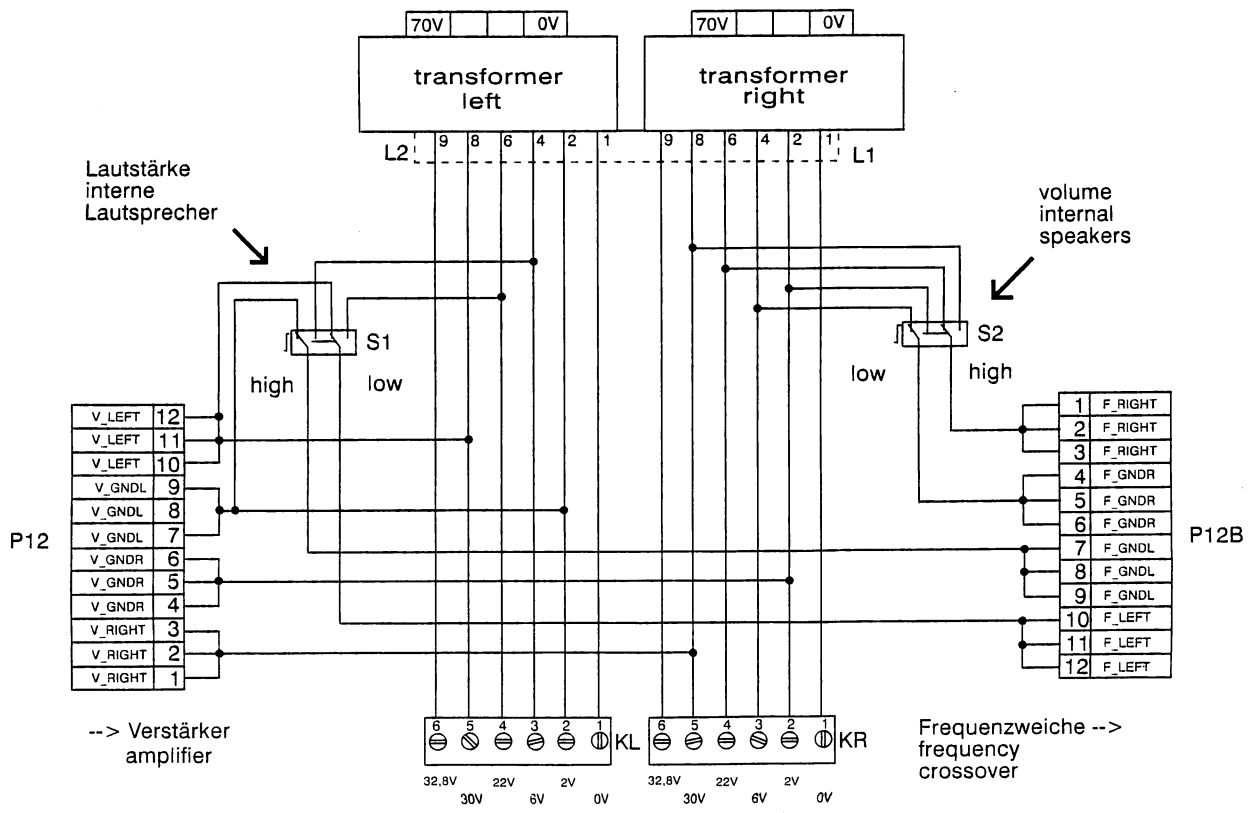 70V 0V
70V 0V
transformer
left
transformer
right
9 8 6 4 2 1
9 8 6 4 2 1
L2
L1
Lautstärke
interne
Lautsprecher
volume
internal
speakers
S1
S2
high low
low high
V_LEFT 12
V_LEFT 11
V_LEFT 10
V_GNDL 9
V_GNDL 8
V_GNDL 7
V_GNDR 6
V_GNDR 5
V_GNDR 4
V_RIGHT 3
V_RIGHT 2
V_RIGHT 1
P12
1 F_RIGHT
2 F_RIGHT
3 F_RIGHT
4 F_GNDR
5 F_GNDR
6 F_GNDR
7 F_GNDL
8 F_GNDL
9 F_GNDL
10 F_LEFT
11 F_LEFT
12 F_LEFT
P12B
--> Verstärker
amplifier
6 5 4 3 2 1
KL
32,8V 22V 2V
30V 6V 0V
6 5 4 3 2 1
KR
32,8V 22V 2V
30V 6V 0V
Frequenzweiche -->
frequency
crossover